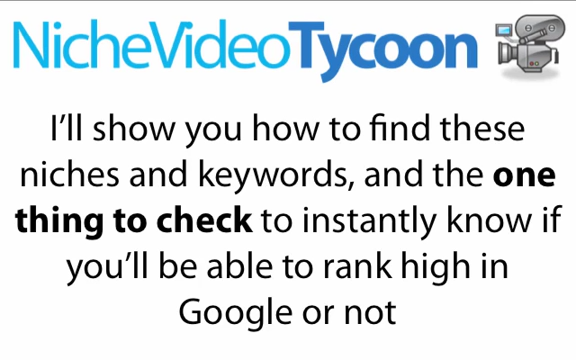 NicheVideoTycoon
I'll show you how to find these
niches and keywords, and the one
thing to check to instantly know if
you'll be able to rank high in
Google or not